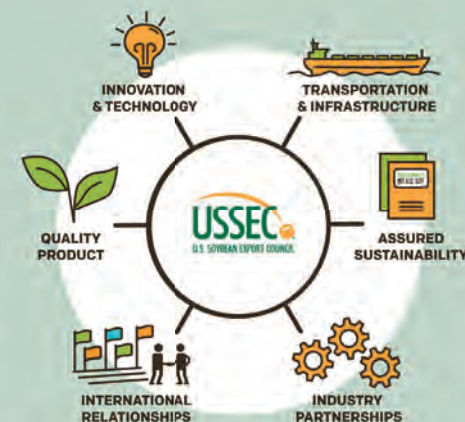 INNOVATION
& TECHNOLOGY
TRANSPORTATION
& INFRASTRUCTURE
QUALITY
PRODUCT
USSEC
U.S. SOYBEAN EXPORT COUNCIL
ASSURED
SUSTAINABILITY
INTERNATIONAL
RELATIONSHIPS
INDUSTRY
PARTNERSHIPS